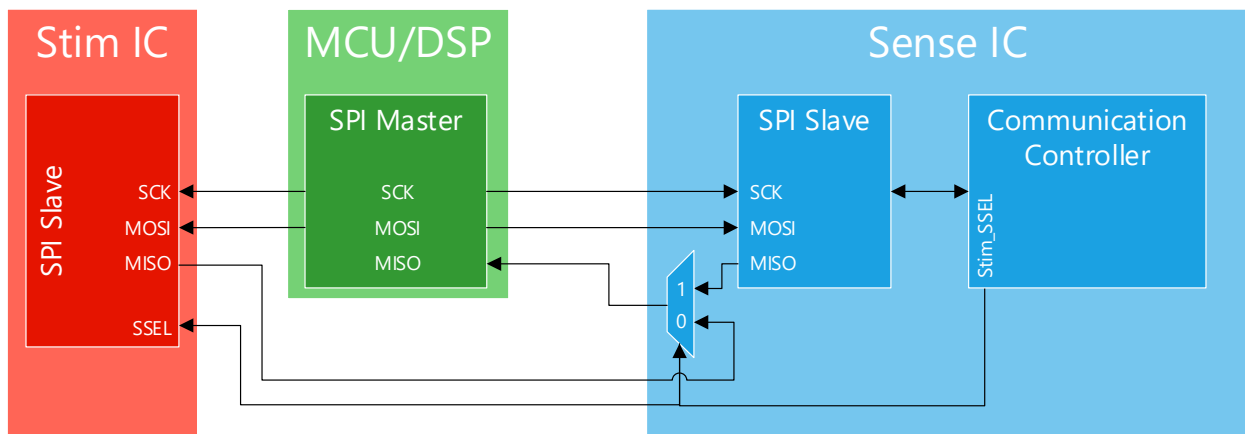 Stim IC
SPI Slave
SCK
MOSI
MISO
SSEL
MCU/DSP
SPI Master
SCK
MOSI
MISO
Sense IC
SPI Slave
SCK
MOSI
MISO
1
0
Communication
Controller
Stim_SSEL